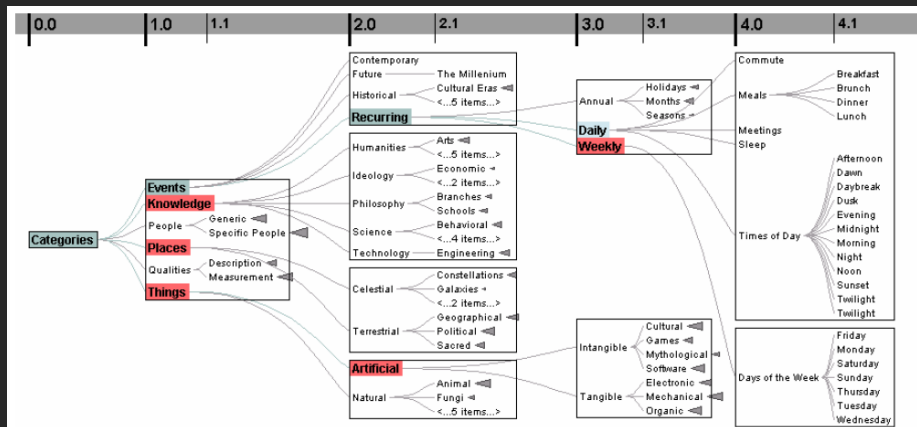 0.0
1.0
1.1
2.0
2.1
3.0
3.1
4.0
4.1
Categories
Events
Knowledge
People
Generic
Specific People
Places
Qualities
Description
Measurement
Things
Contemporary
Future
The Millenium
Historical
Cultural Eras
<...5 items...>
Recurring
Humanities
Arts
<...5 items...>
Ideology
Economic
<...2 items...>
Philosophy
Branches
Schools
Science
Behavioral
<...4 items...>
Technology
Engineering
Celestial
Constellations
Galaxies
<...2 items...>
Terrestrial
Geographical
Political
Sacred
Artificial
Natural
Animal
Fungi
<...5 items...>
Annual
Holidays
Months
Seasons
Daily
Weekly
Intangible
Cultural
Games
Mythological
Software
Tangible
Electronic
Mechanical
Organic
Commute
Meals
Breakfast
Brunch
Dinner
Lunch
Meetings
Sleep
Times of Day
Afternoon
Dawn
Daybreak
Dusk
Evening
Midnight
Morning
Night
Noon
Sunset
Twilight
Twilight
Days of the Week
Friday
Monday
Saturday
Sunday
Thursday
Tuesday
Wednesday